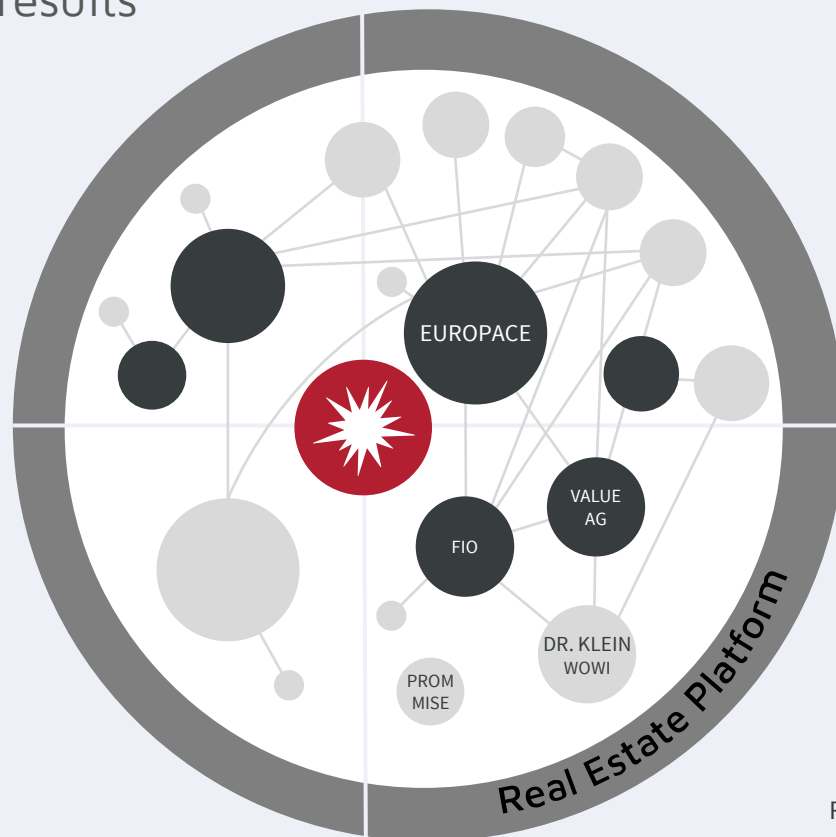 results
EUROPACE
VALUE
AG
FIO
DR. KLEIN
WOWI
PROM
MISE
Real Estate Platform